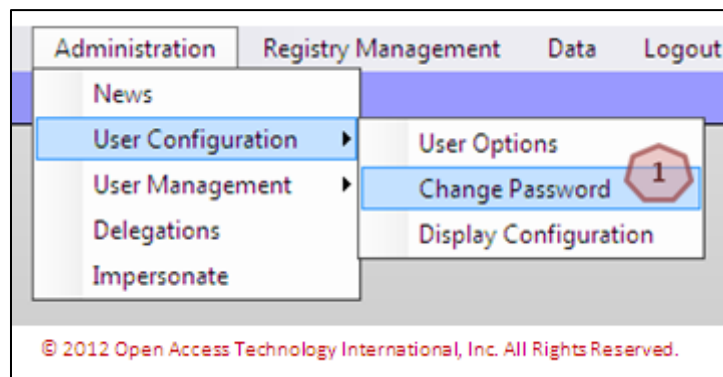 Administration Registry Management Data Logout
News
User Configuration
User Options
User Management
Change Password 1
Delegations
Display Configuration
Impersonate
© 2012 Open Access Technology International, Inc. All Rights Reserved.